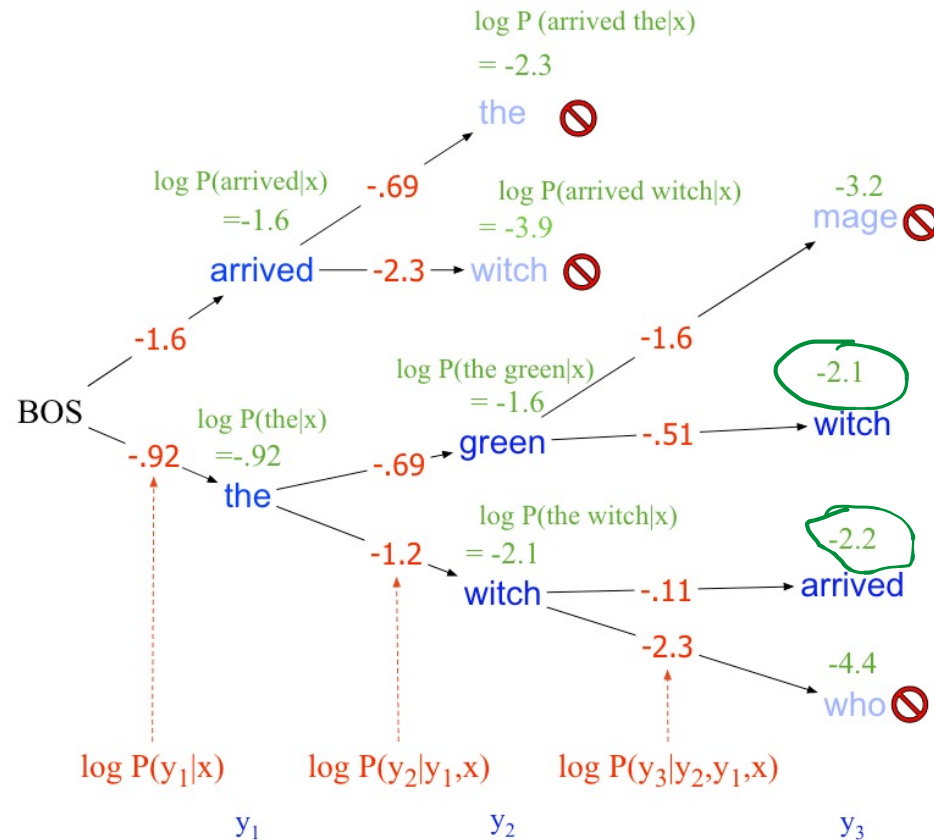 log P (arrived the|x)
= -2.3
the
log P(arrived|x)
=-1.6
-.69
log P(arrived witch|x)
= -3.9
-3.2
mage
arrived
-2.3
witch
-1.6
-1.6
log P(the green|x)
= -1.6
-2.1
witch
BOS
log P(the|x)
=-.92
green
-.51
-.92
-.69
the
log P(the witch|x)
= -2.1
-2.2
arrived
-1.2
witch
-.11
-2.3
-4.4
who
log P(y₁|x)
log P(y₂|y₁,x)
log P(y₃|y₂,y₁,x)
y₁
y₂
y₃